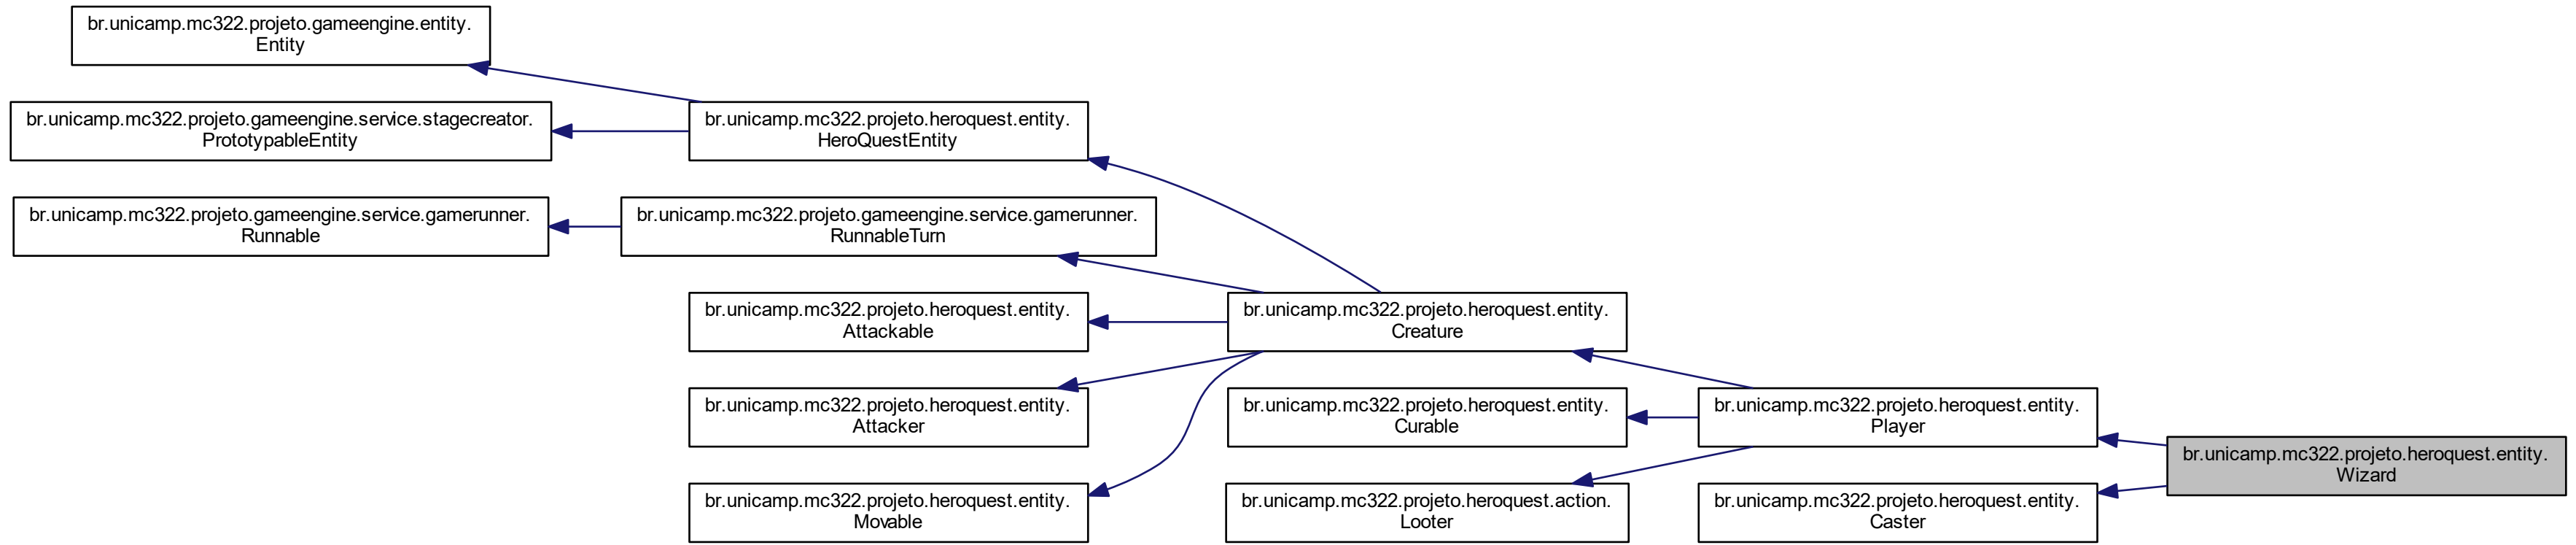 br.unicamp.mc322.projeto.gameengine.entity.
Entity
br.unicamp.mc322.projeto.gameengine.service.stagecreator.
PrototypableEntity
br.unicamp.mc322.projeto.heroquest.entity.
HeroQuestEntity
br.unicamp.mc322.projeto.gameengine.service.gamerunner.
Runnable
br.unicamp.mc322.projeto.gameengine.service.gamerunner.
RunnableTurn
br.unicamp.mc322.projeto.heroquest.entity.
Attackable
br.unicamp.mc322.projeto.heroquest.entity.
Creature
br.unicamp.mc322.projeto.heroquest.entity.
Attacker
br.unicamp.mc322.projeto.heroquest.entity.
Curable
br.unicamp.mc322.projeto.heroquest.entity.
Player
br.unicamp.mc322.projeto.heroquest.entity.
Wizard
br.unicamp.mc322.projeto.heroquest.entity.
Movable
br.unicamp.mc322.projeto.heroquest.action.
Looter
br.unicamp.mc322.projeto.heroquest.entity.
Caster